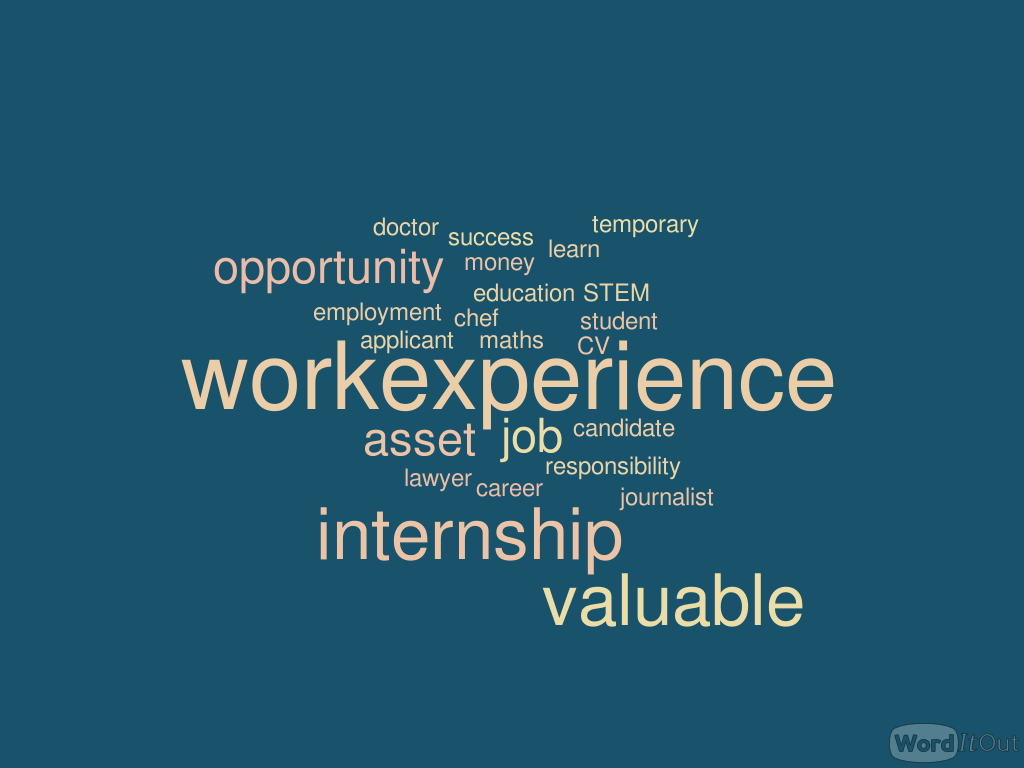 doctor success temporary
opportunity money learn
education STEM
employment chef student
applicant maths CV
workexperience
asset job candidate
responsibility
lawyer career journalist
internship
valuable
WordItOut